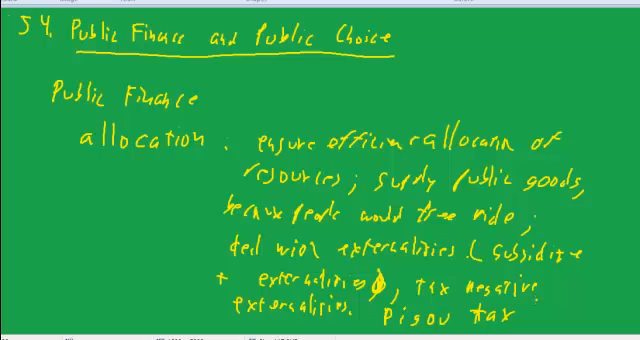 54. Public Finance and Public Choice
Public Finance
allocation: ensure efficient allocation of
resources; supply public goods,
because people would free ride;
deal with externalities. (subsidize
+ externalities), tax negative
externalities. Pigou tax